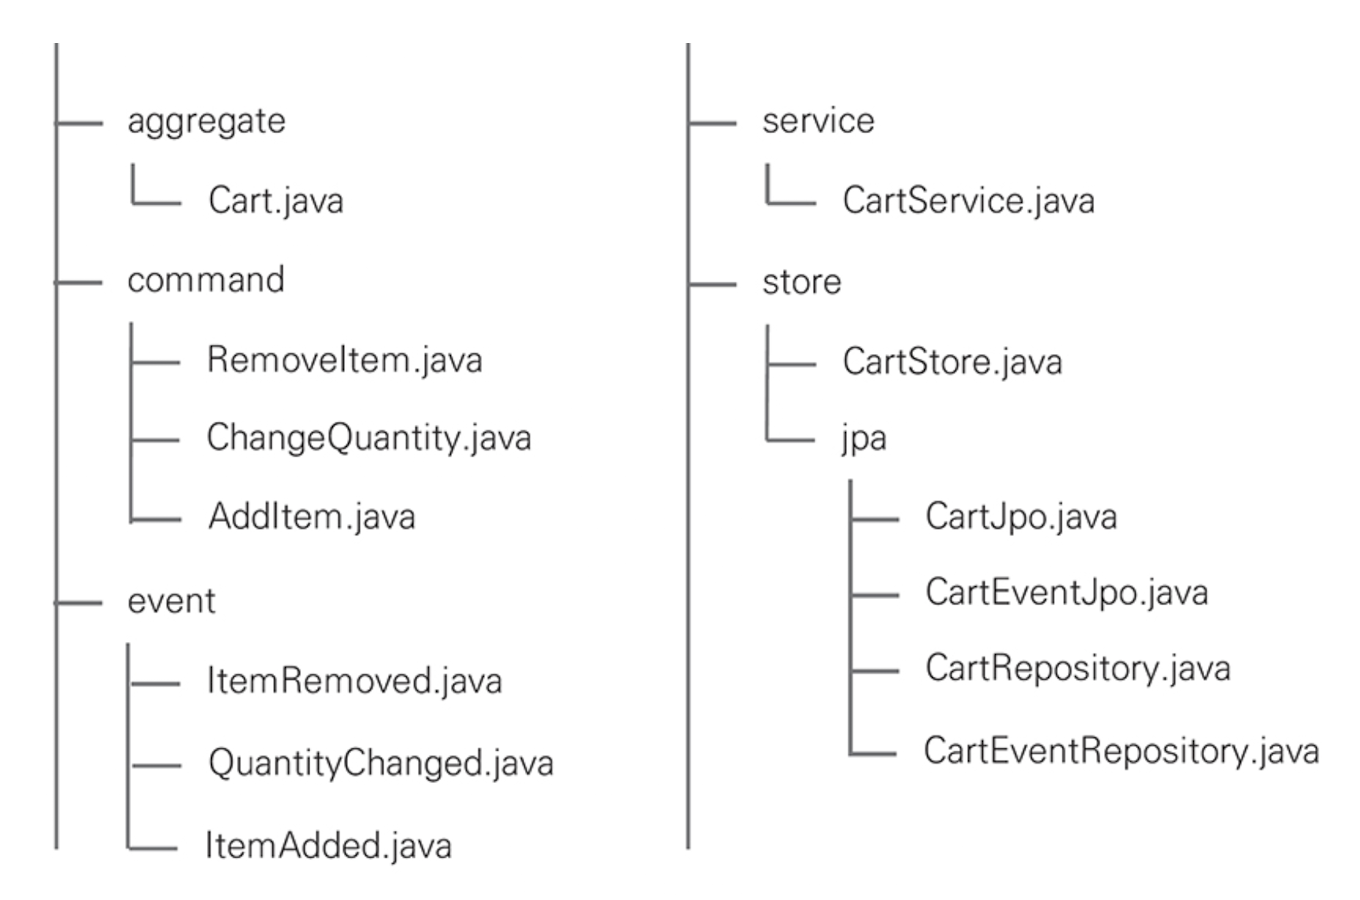 aggregate
Cart.java
command
RemoveItem.java
ChangeQuantity.java
AddItem.java
event
ItemRemoved.java
QuantityChanged.java
ItemAdded.java
service
CartService.java
store
CartStore.java
jpa
CartJpo.java
CartEventJpo.java
CartRepository.java
CartEventRepository.java